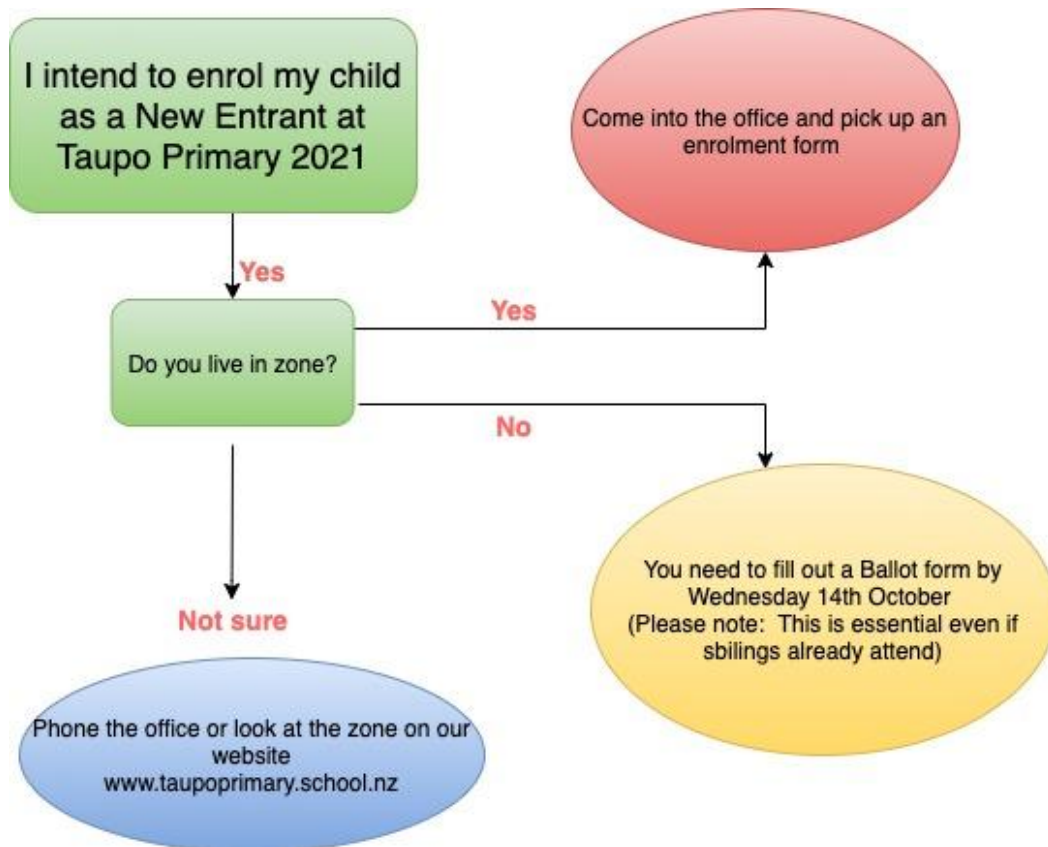 I intend to enrol my child
as a New Entrant at
Taupo Primary 2021
Come into the office and pick up an
enrolment form
Yes
Yes
Do you live in zone?
No
You need to fill out a Ballot form by
Wednesday 14th October
(Please note:  This is essential even if
sbilings already attend)
Not sure
Phone the office or look at the zone on our
website
www.taupoprimary.school.nz